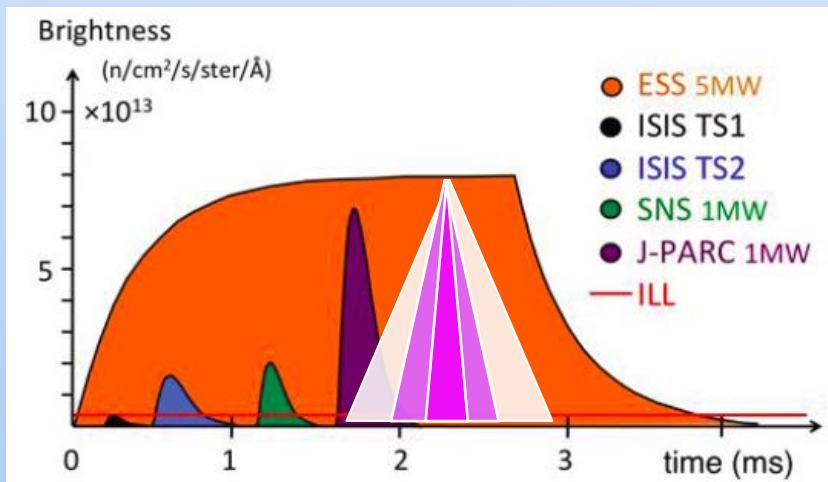 Brightness
(n/cm²/s/ster/Å)
10
×10¹³
5
ESS 5MW
ISIS TS1
ISIS TS2
SNS 1MW
J-PARC 1MW
ILL
0 1 2 3 time (ms)